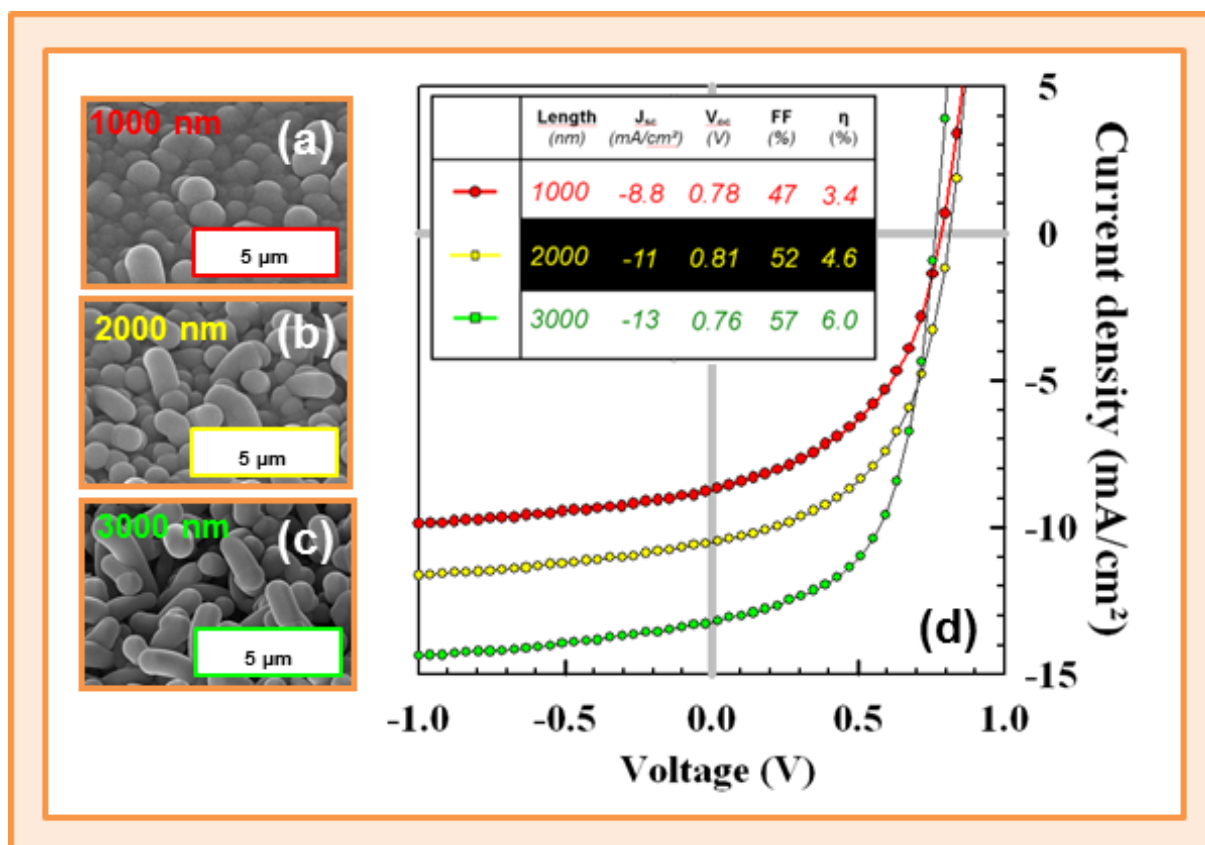 1000 nm
(a)
5 µm
2000 nm
(b)
5 µm
3000 nm
(c)
5 µm
Length J_sc V_oc FF η
(nm) (mA/cm²) (V) (%) (%)
1000 -8.8 0.78 47 3.4
2000 -11 0.81 52 4.6
3000 -13 0.76 57 6.0
5
0
-5
-10
-15
Current density (mA/cm²)
(d)
-1.0 -0.5 0.0 0.5 1.0
Voltage (V)